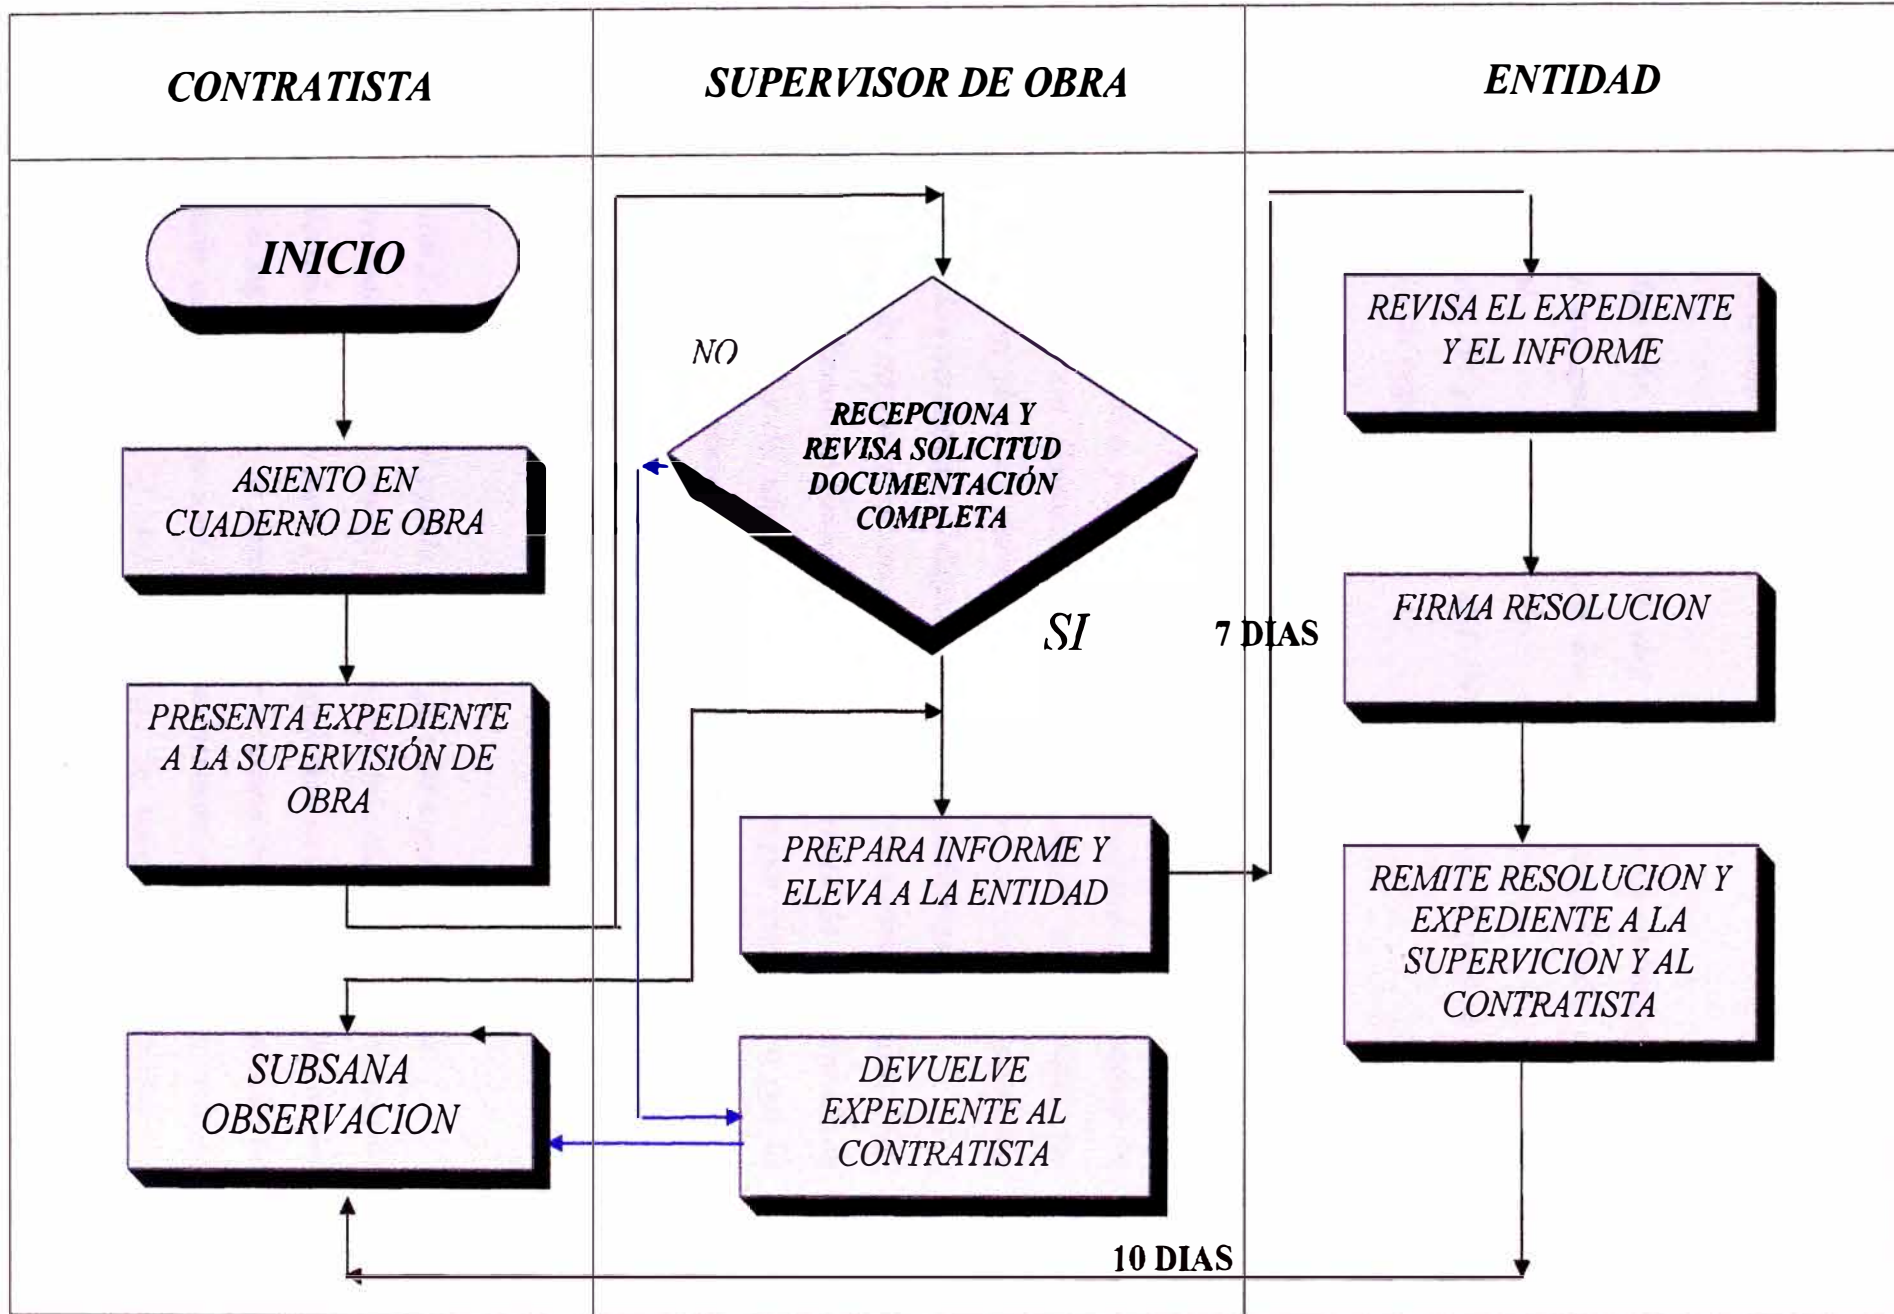 CONTRATISTA
SUPERVISOR DE OBRA
ENTIDAD
INICIO
ASIENTO EN
CUADERNO DE OBRA
PRESENTA EXPEDIENTE
A LA SUPERVISIÓN DE
OBRA
SUBSANA
OBSERVACION
NO
RECEPCIONA Y
REVISA SOLICITUD
DOCUMENTACIÓN
COMPLETA
SI
PREPARA INFORME Y
ELEVA A LA ENTIDAD
DEVUELVE
EXPEDIENTE AL
CONTRATISTA
7 DIAS
REVISA EL EXPEDIENTE
Y EL INFORME
FIRMA RESOLUCION
REMITE RESOLUCION Y
EXPEDIENTE A LA
SUPERVICION Y AL
CONTRATISTA
10 DIAS